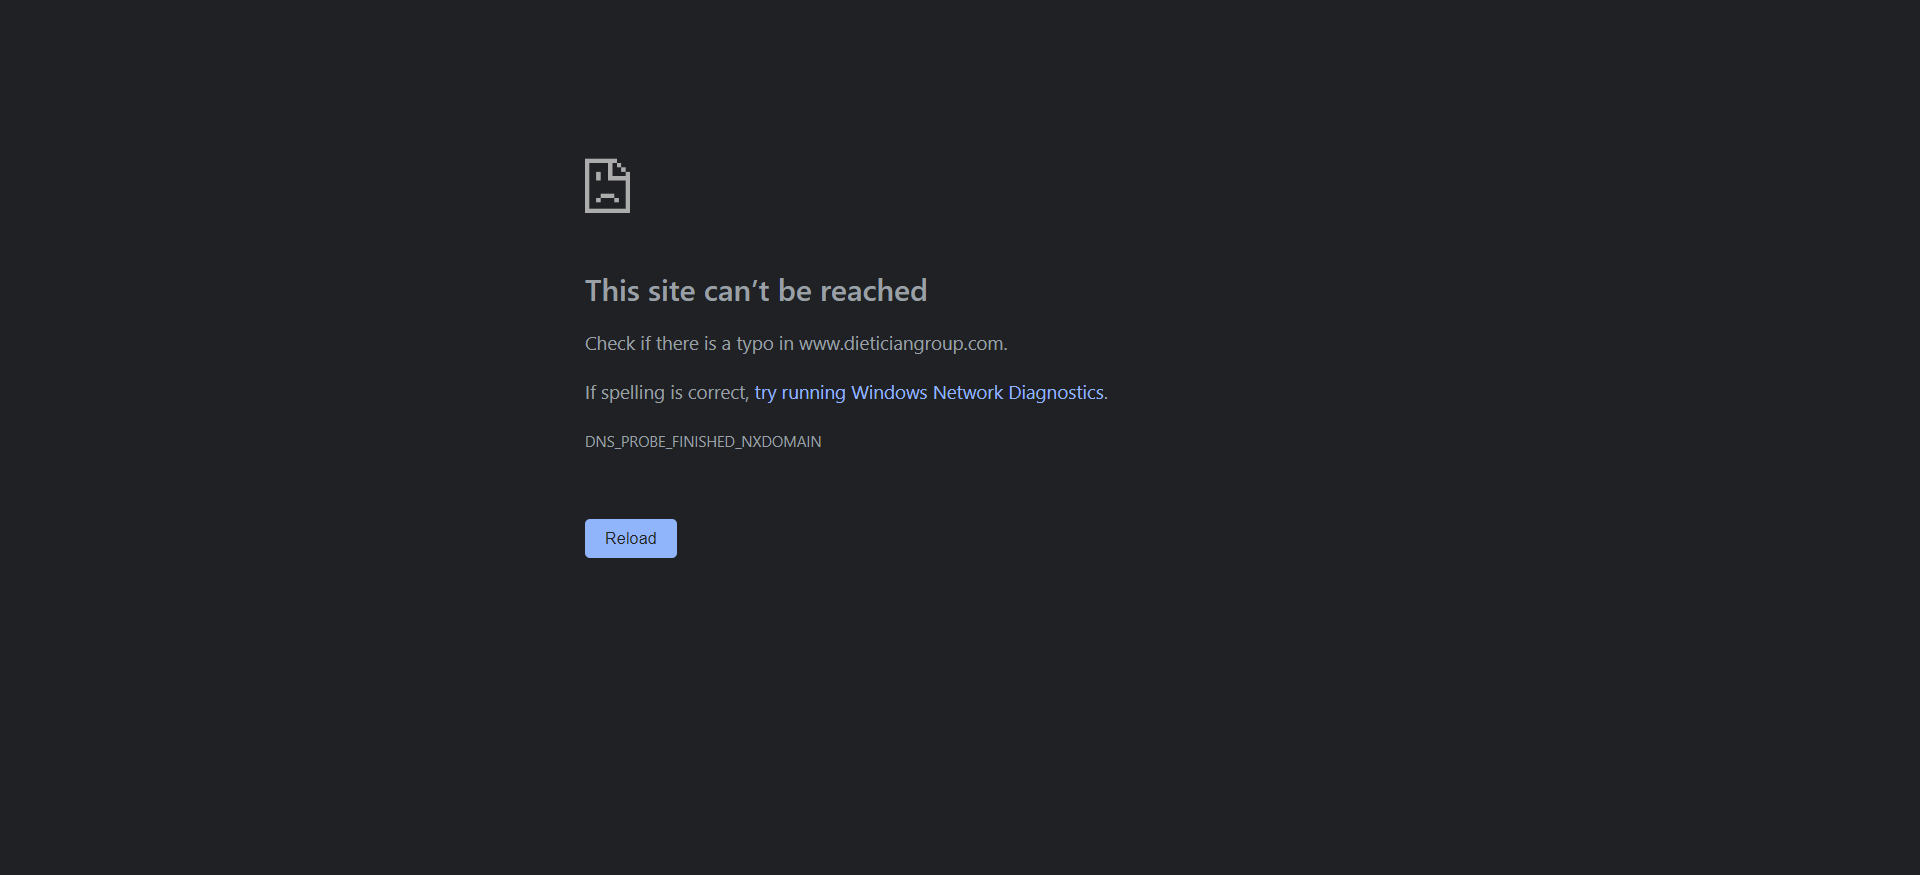 This site can’t be reached
Check if there is a typo in www.dieticiangroup.com.
If spelling is correct, try running Windows Network Diagnostics.
DNS_PROBE_FINISHED_NXDOMAIN
Reload